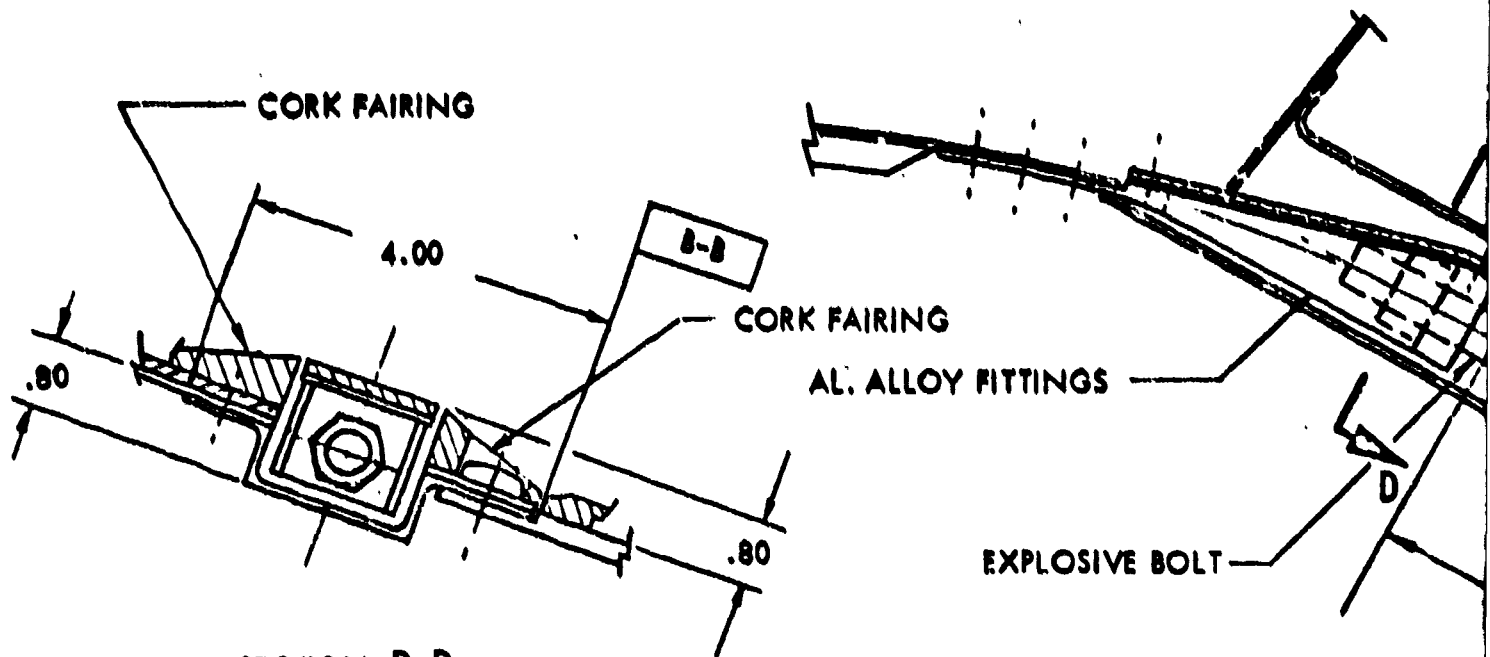 CORK FAIRING
4.00
B-B
CORK FAIRING
.80
AL. ALLOY FITTINGS
D
EXPLOSIVE BOLT
.80